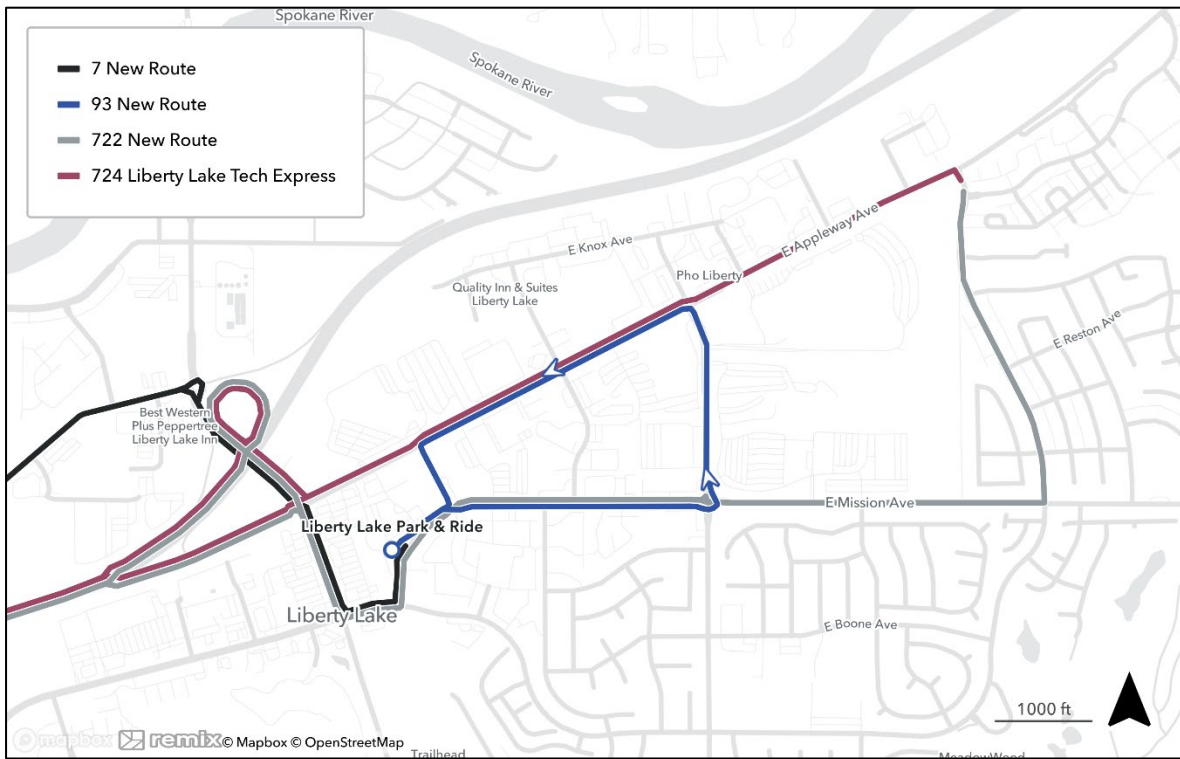 Spokane River
Spokane River
7 New Route
93 New Route
722 New Route
724 Liberty Lake Tech Express
E Knox Ave
E Appleway Ave
Pho Liberty
Quality Inn & Suites
Liberty Lake
E Reston Ave
Best Western
Plus Peppertree
Liberty Lake Inn
E Mission Ave
Liberty Lake Park & Ride
Liberty Lake
E Boone Ave
1000 ft
mapbox remix © Mapbox © OpenStreetMap
Trailhead
MeadowWood